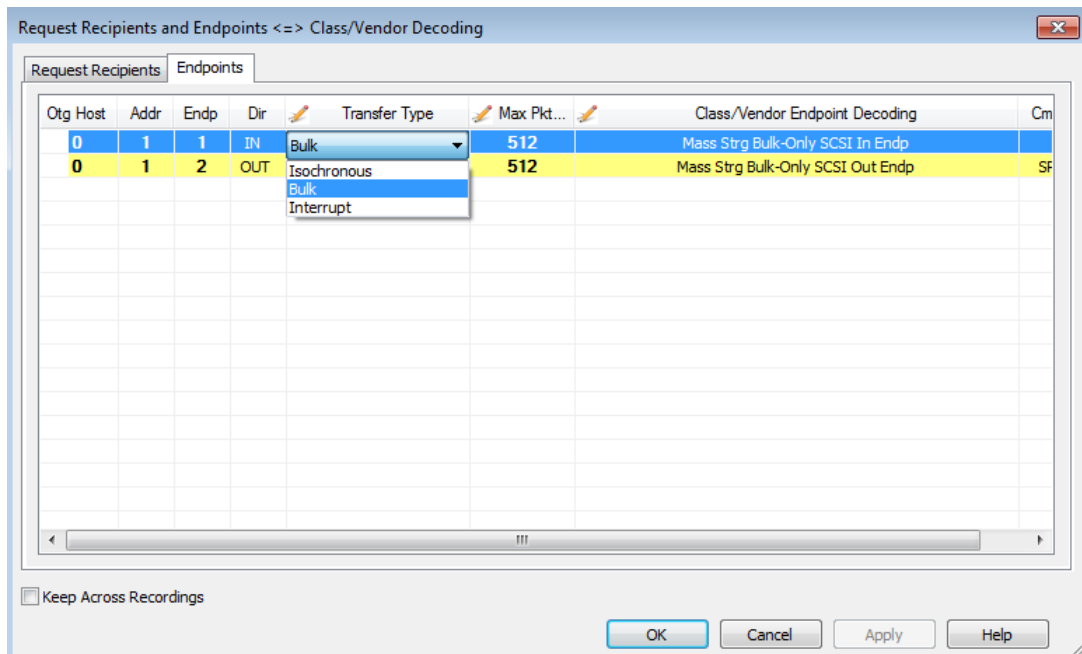 Request Recipients and Endpoints <=> Class/Vendor Decoding
Request Recipients Endpoints
Otg Host Addr Endp Dir Transfer Type Max Pkt... Class/Vendor Endpoint Decoding Cm
0 1 1 IN Bulk 512 Mass Strg Bulk-Only SCSI In Endp
0 1 2 OUT Isochronous 512 Mass Strg Bulk-Only SCSI Out Endp SF
Bulk
Interrupt
Keep Across Recordings
OK Cancel Apply Help